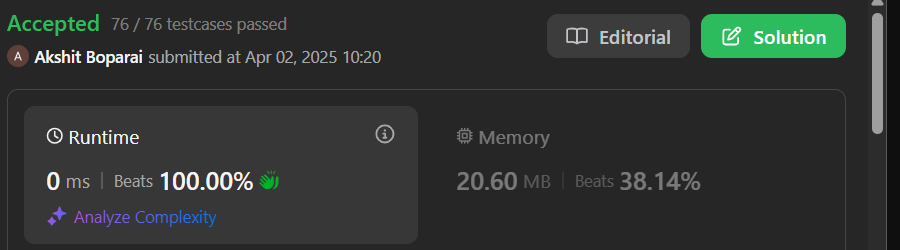 Accepted 76 / 76 testcases passed
Editorial
Solution
A Akshit Boparai submitted at Apr 02, 2025 10:20
Runtime
0 ms | Beats 100.00%
Analyze Complexity
Memory
20.60 MB | Beats 38.14%